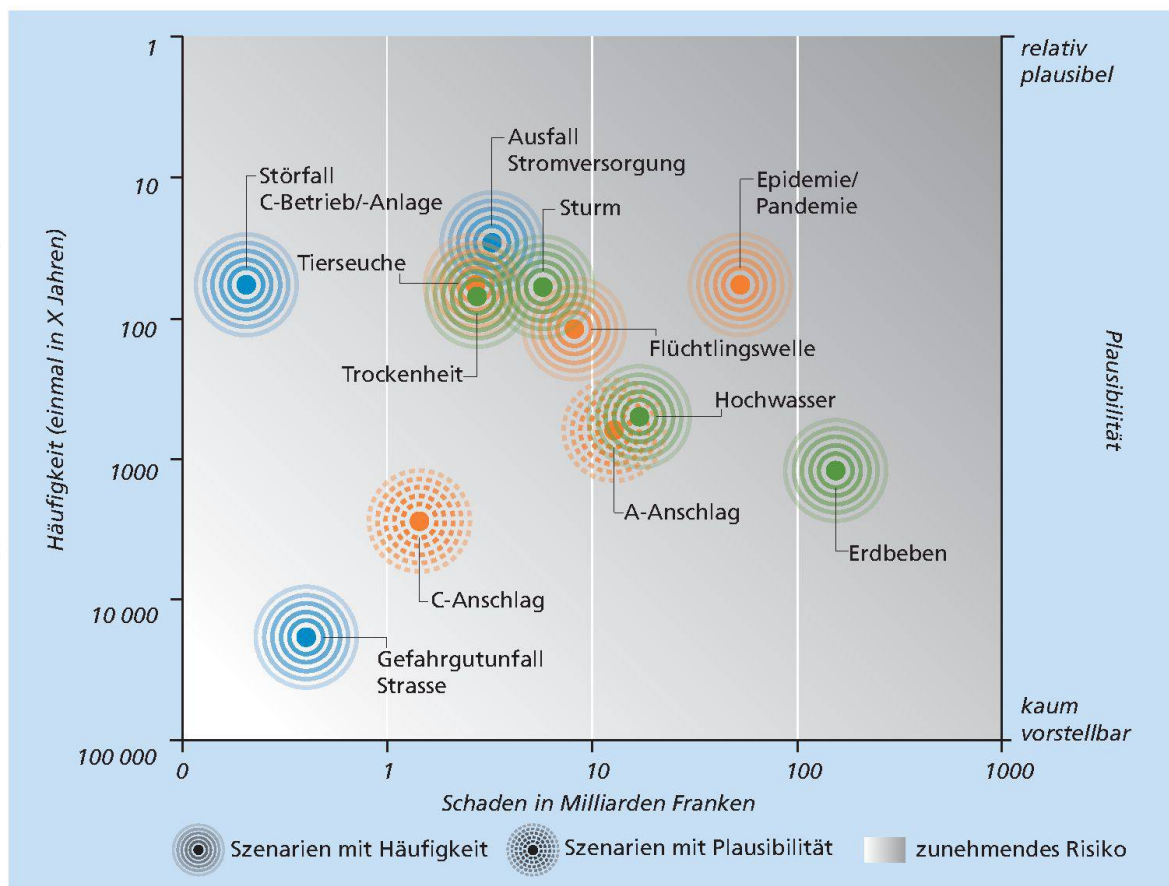 1
10
100
1000
10 000
100 000
Häufigkeit (einmal in X Jahren)
relativ
plausibel
Plausibilität
kaum
vorstellbar
Ausfall
Stromversorgung
Störfall
C-Betrieb/-Anlage
Epidemie/
Pandemie
Sturm
Tierseuche
Flüchtlingswelle
Trockenheit
Hochwasser
A-Anschlag
Erdbeben
C-Anschlag
Gefahrgutunfall
Strasse
0
1
10
100
1000
Schaden in Milliarden Franken
Szenarien mit Häufigkeit
Szenarien mit Plausibilität
zunehmendes Risiko